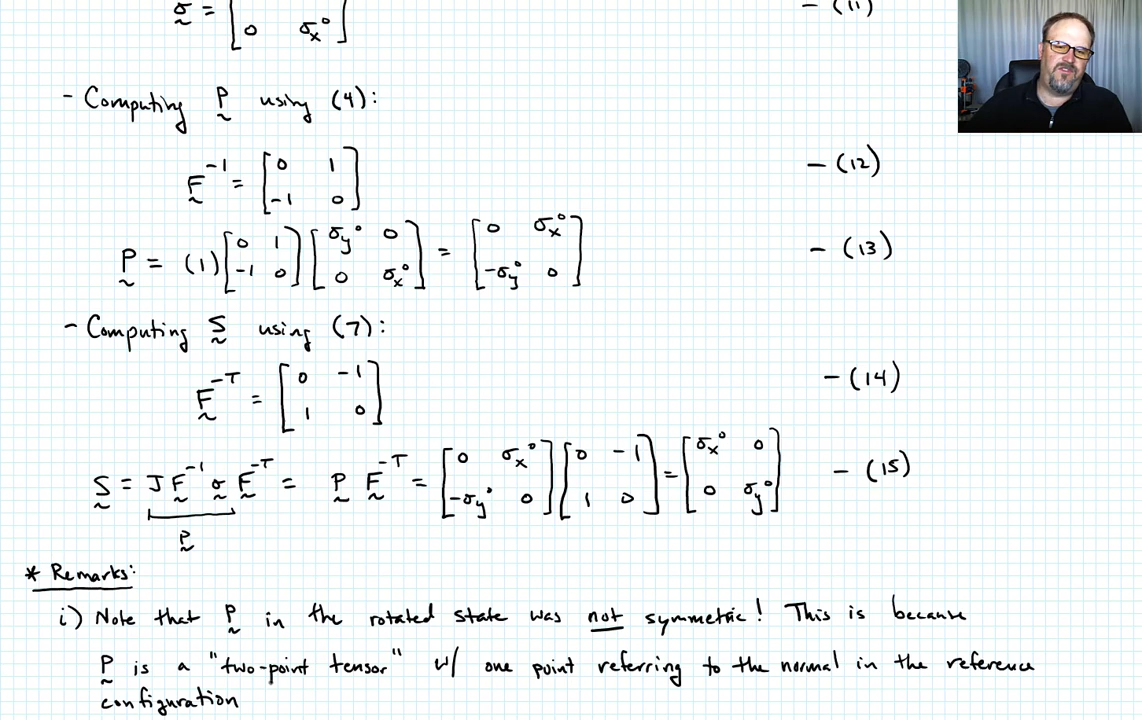 σ̰ = [ 0 σₓ° ] - (11)
- Computing P̰ using (4):
F̰⁻¹ = [ 0 1 ; -1 0 ] - (12)
P̰ = (1) [ 0 1 ; -1 0 ] [ σy° 0 ; 0 σₓ° ] = [ 0 σₓ° ; -σy° 0 ] - (13)
- Computing S̰ using (7):
F̰⁻ᵀ = [ 0 -1 ; 1 0 ] - (14)
S̰ = J F̰⁻¹ σ̰ F̰⁻ᵀ = P̰ F̰⁻ᵀ = [ 0 σₓ° ; -σy° 0 ] [ 0 -1 ; 1 0 ] = [ σₓ° 0 ; 0 σy° ] - (15)
P̰
* Remarks:
i) Note that P̰ in the rotated state was not symmetric! This is because
P̰ is a "two-point tensor" w/ one point referring to the normal in the reference
configuration